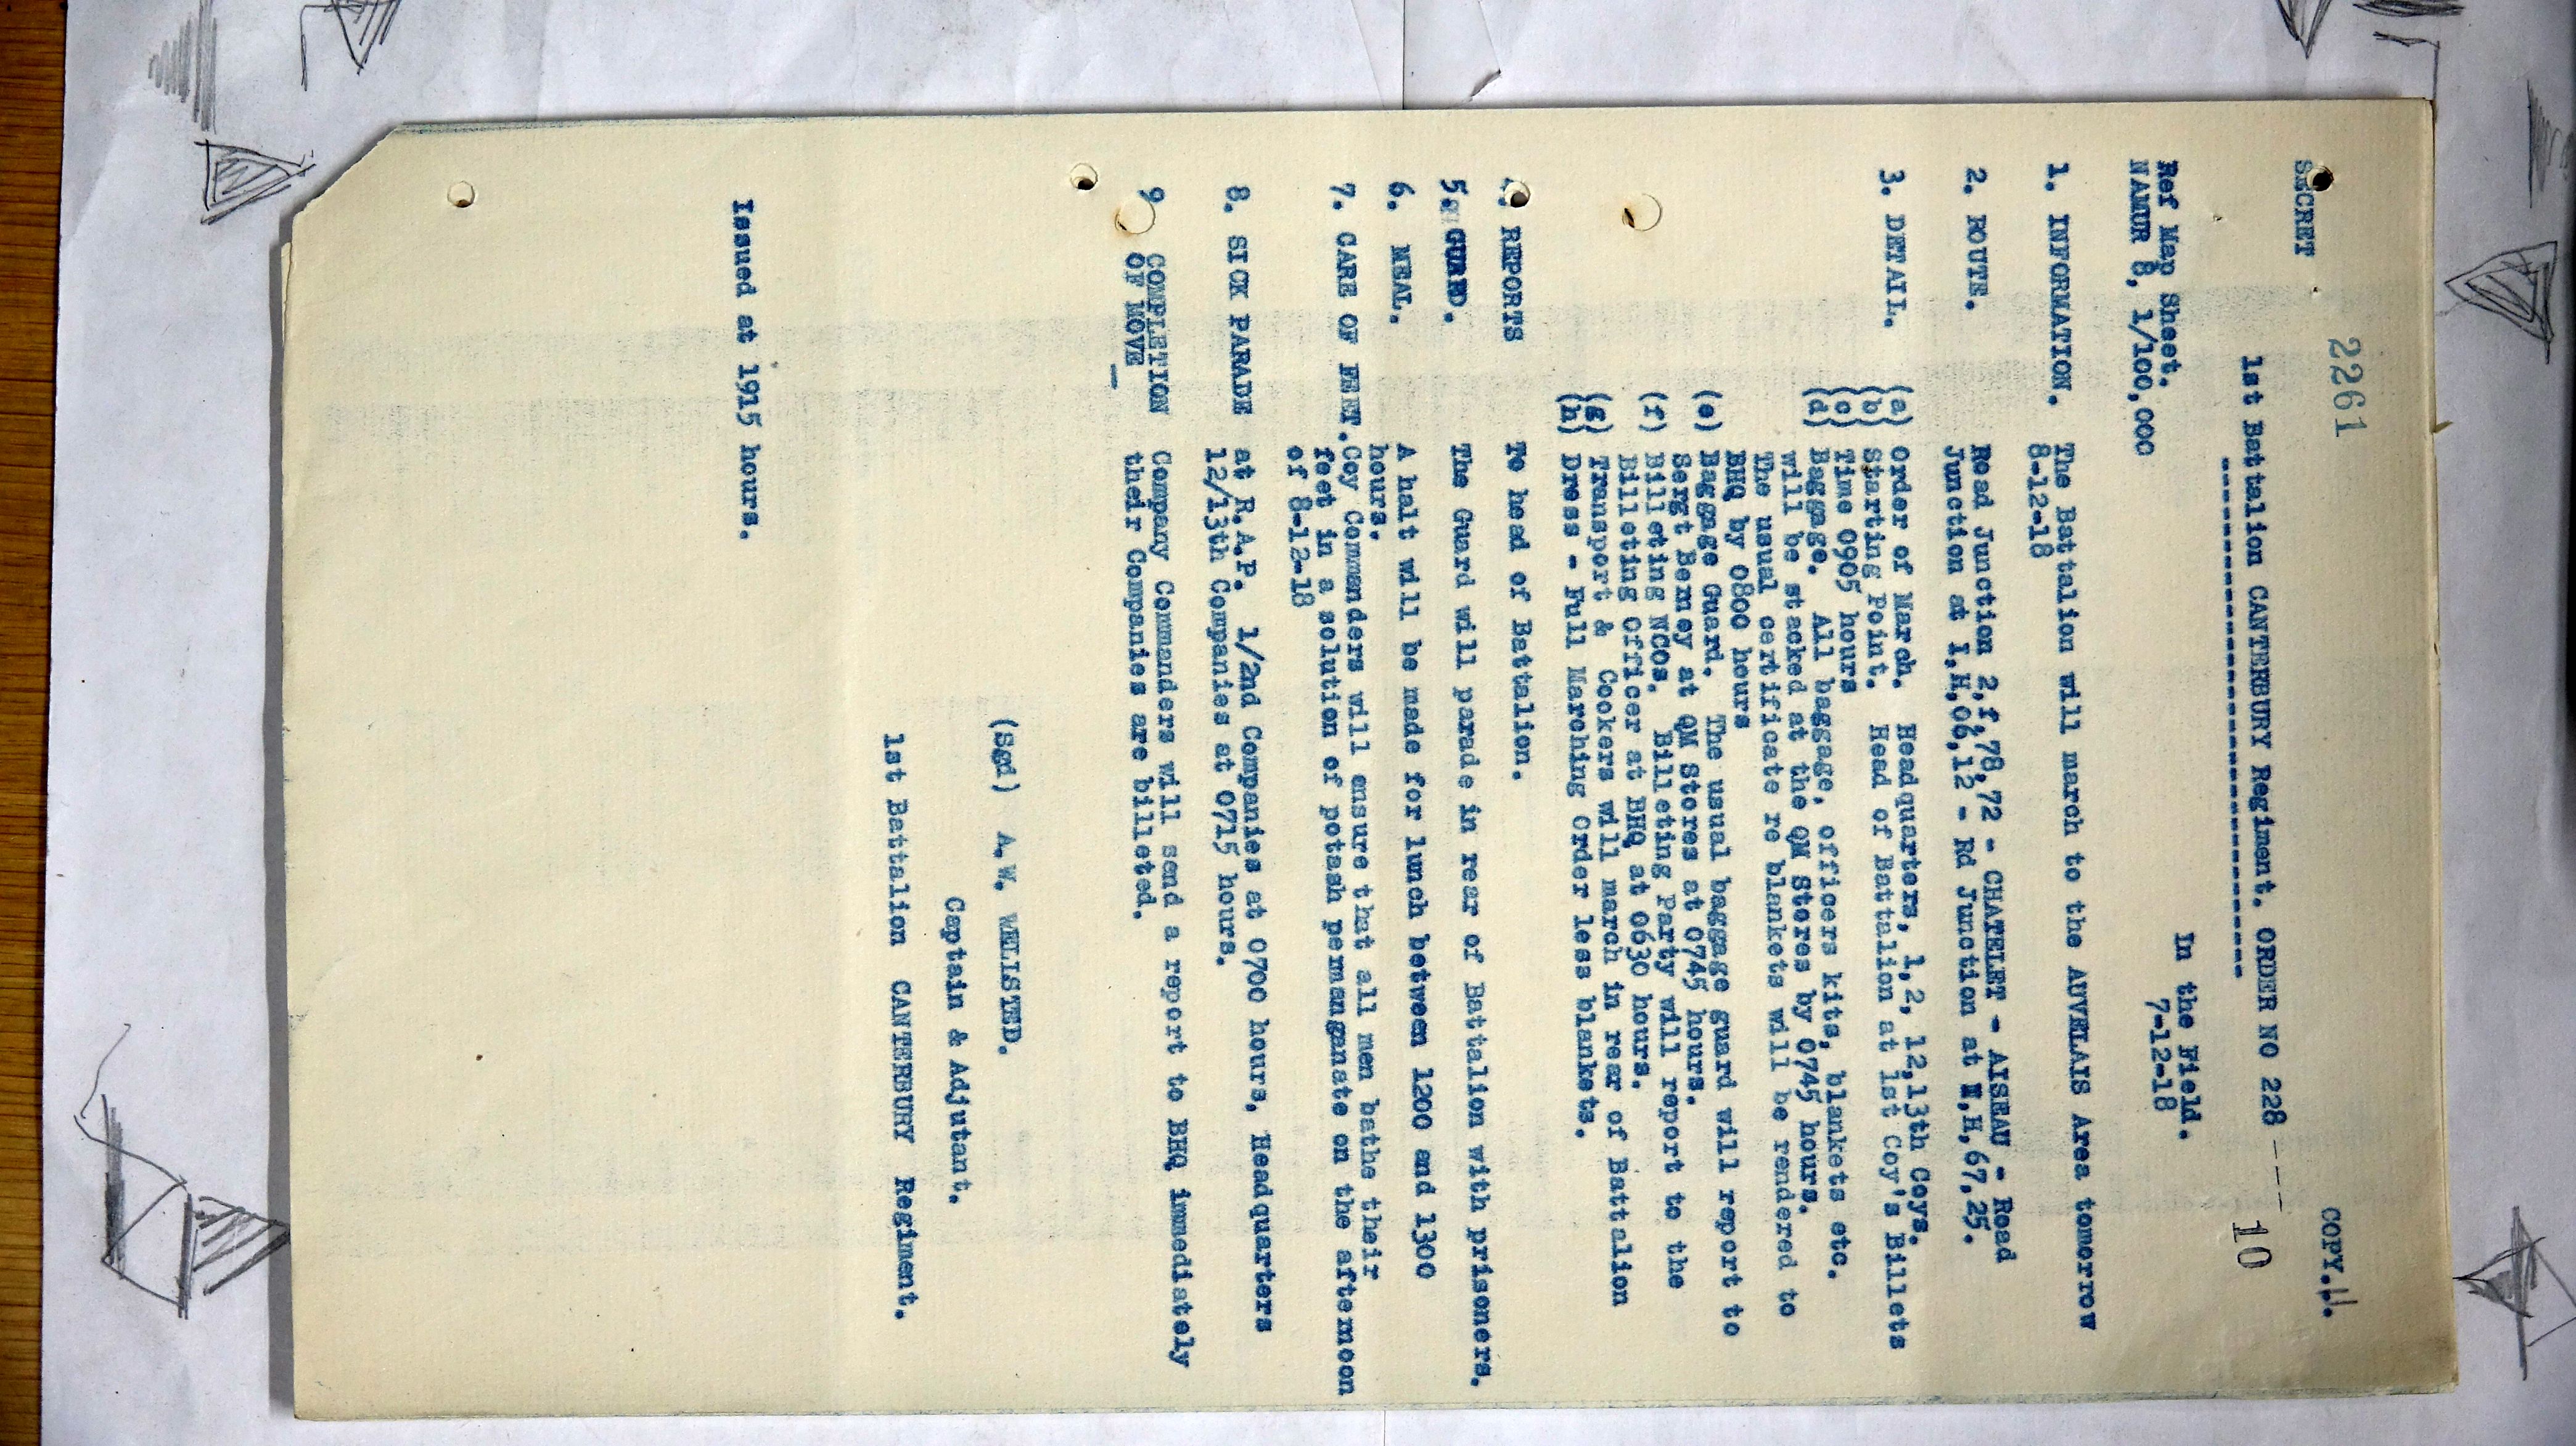 2261
SECRET
COPY.11.
1st Battalion CANTERBURY Regiment. ORDER NO 228
10
Ref Map Sheet.
NAMUR 8, 1/100,000
In the Field.
7-12-18
1. INFORMATION. The Battalion will march to the AUVELAIS Area tomorrow
8-12-18
2. ROUTE. Road Junction 2,f,78,72 - CHATELET - AISEAU - Road
Junction at I,H,06,12 - Rd Junction at H,67,25.
3. DETAIL. (a) Order of March. Headquarters, 1, 2, 12,13th Coys.
(b) Starting Point. Head of Battalion at 1st Coy's Billets
(c) Time 0905 hours
(d) Baggage. All baggage, officers kits, blankets etc.
will be stacked at the QM Stores by 0745 hours.
The usual certificate re blankets will be rendered to
BHQ by 0800 hours
(e) Baggage Guard. The usual baggage guard will report to
Sergt Berney at QM Stores at 0745 hours.
(f) Billeting NCOs. Billeting Party will report to the
Billeting Officer at BHQ at 0630 hours.
(g) Transport & Cookers will march in rear of Battalion
(h) Dress - Full Marching Order less blankets.
REPORTS To head of Battalion.
5. GUARD. The Guard will parade in rear of Battalion with prisoners.
6. MEAL. A halt will be made for lunch between 1200 and 1300
hours.
7. CARE OF FEET. Coy Commanders will ensure that all men bathe their
feet in a solution of potash permanganate on the afternoon
of 8-12-18
8. SICK PARADE at R.A.P. 1/2nd Companies at 0700 hours, Headquarters
12/13th Companies at 0715 hours.
9. COMPLETION Company Commanders will send a report to BHQ immediately
OF MOVE their Companies are billeted.
(Sgd) A.W. WELISTED.
Captain & Adjutant.
1st Battalion CANTERBURY Regiment.
Issued at 1915 hours.